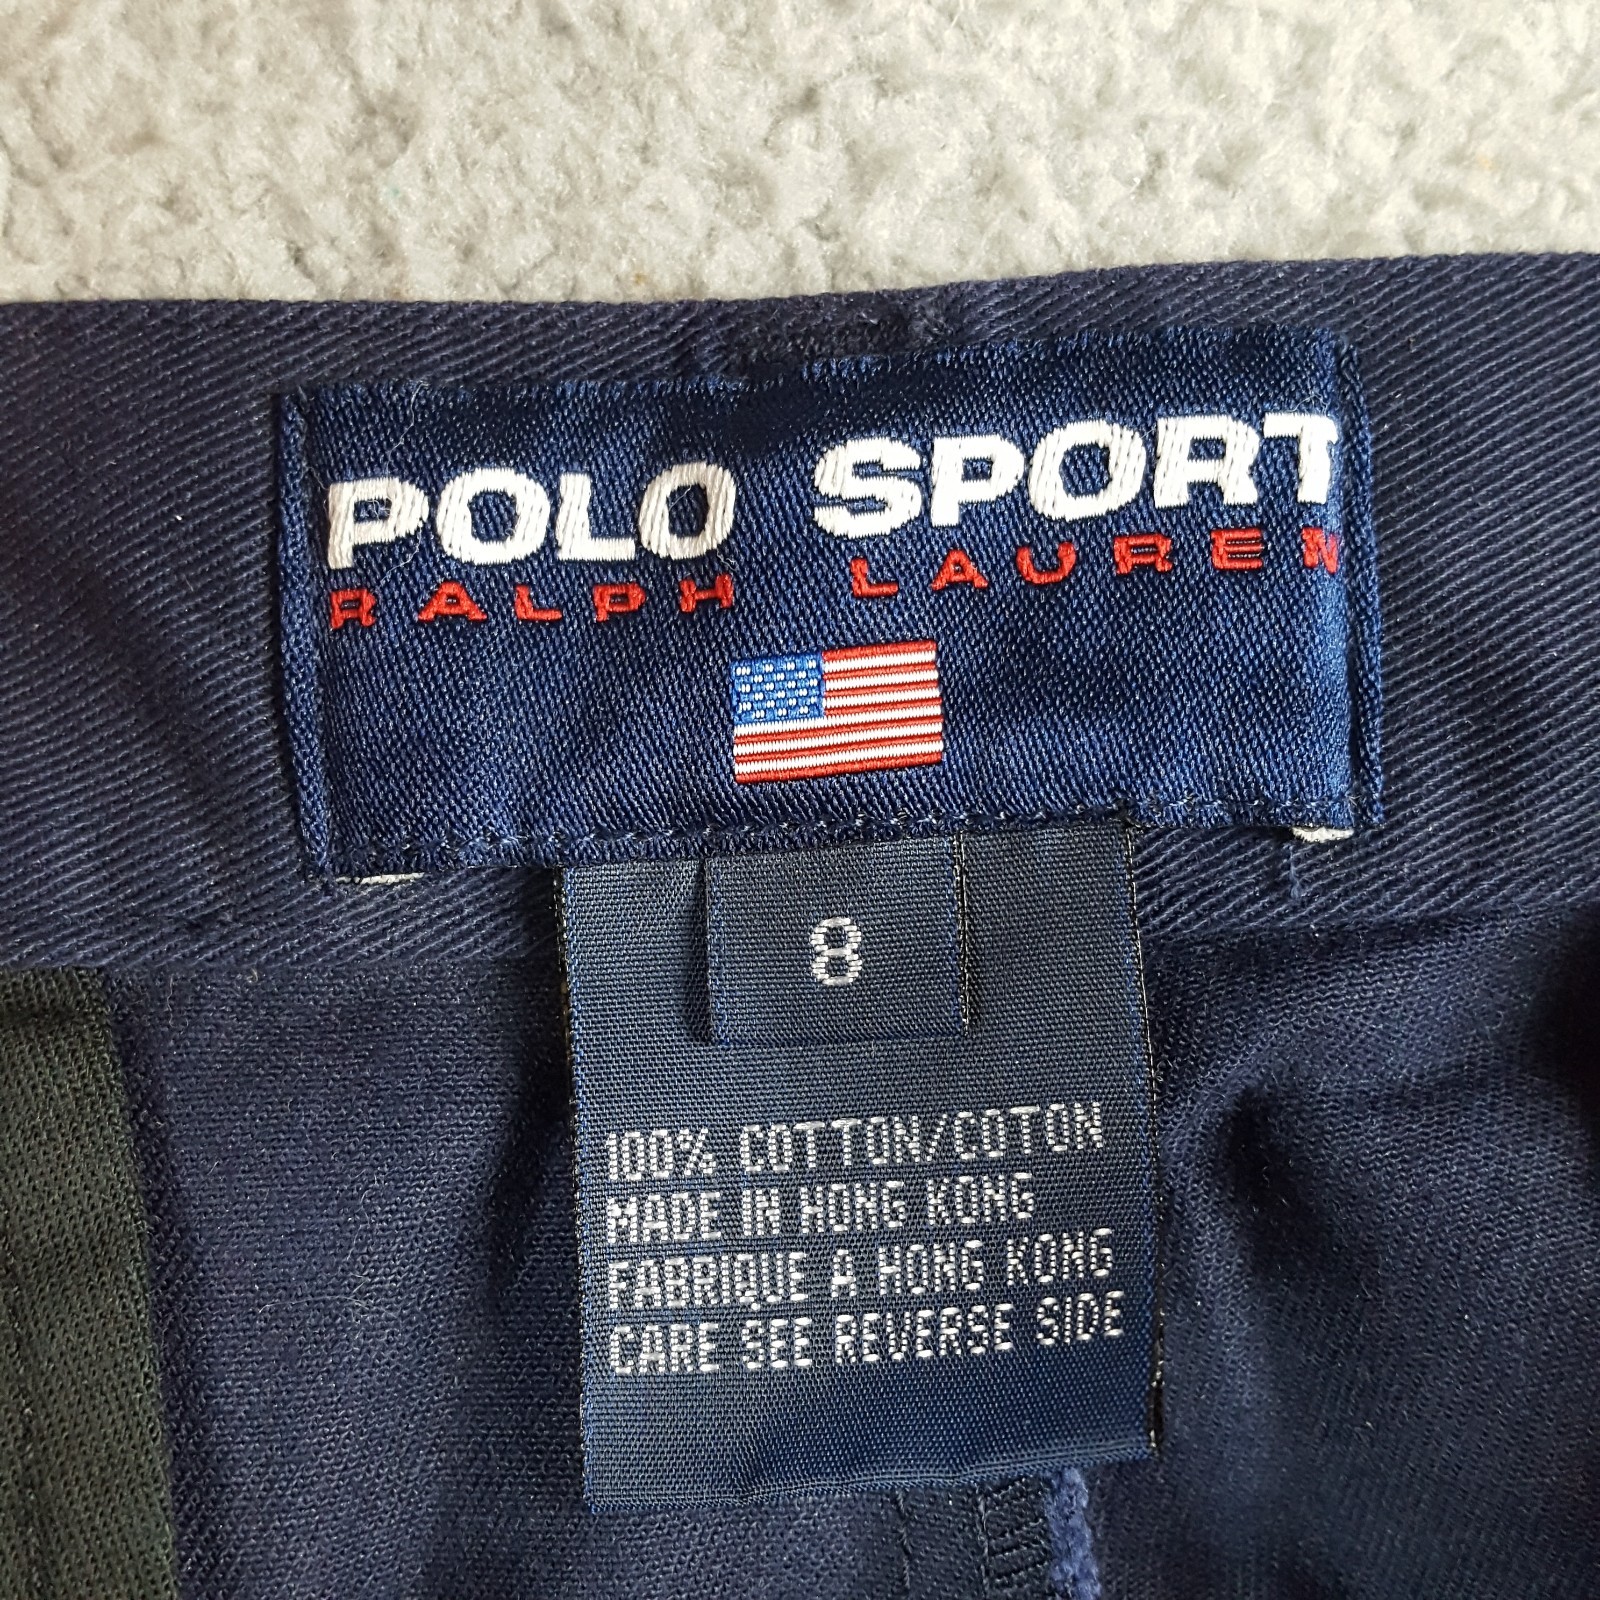 POLO SPORT
RALPH LAUREN
8
100% COTTON/COTON
MADE IN HONG KONG
FABRIQUE A HONG KONG
CARE SEE REVERSE SIDE